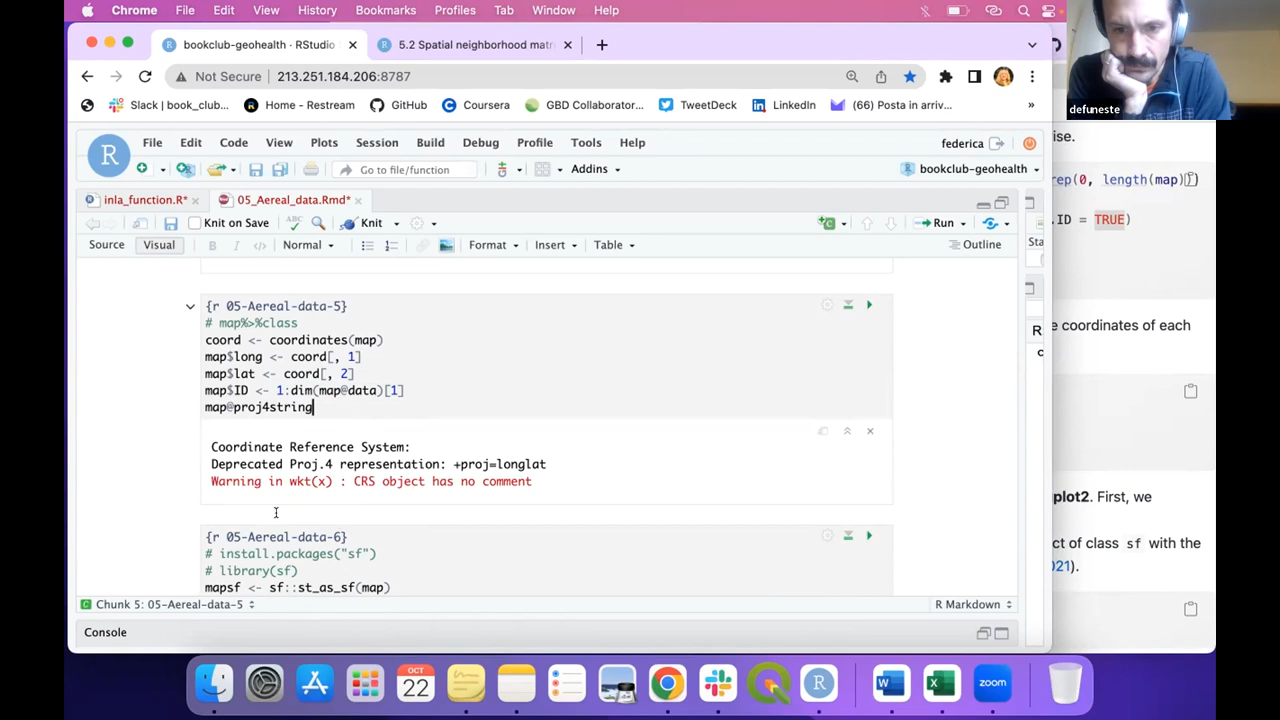 Chrome File Edit View History Bookmarks Profiles Tab Window Help
bookclub-geohealth · RStudio
5.2 Spatial neighborhood matr
Not Secure 213.251.184.206:8787
defuneste
Slack | book_club... Home - Restream GitHub Coursera GBD Collaborator... TweetDeck LinkedIn (6) Posta in arriv...
ise.
R File Edit Code View Plots Session Build Debug Profile Tools Help federica
Go to file/function Addins bookclub-geohealth
rep(0, length(map))
inla_function.R* 05_Aereal_data.Rmd*
Knit on Save ABC Knit Run
.ID = TRUE)
Source Visual B I Normal Format Insert Table Outline
Sta
{r 05-Aereal-data-5}
# map%>%class
coord <- coordinates(map)
map$long <- coord[, 1]
map$lat <- coord[, 2]
map$ID <- 1:dim(map@data)[1]
map@proj4string
e coordinates of each
R
c
Coordinate Reference System:
Deprecated Proj.4 representation: +proj=longlat
Warning in wkt(x) : CRS object has no comment
plot2. First, we
{r 05-Aereal-data-6}
# install.packages("sf")
# library(sf)
mapsf <- sf::st_as_sf(map)
ct of class sf with the
021).
C Chunk 5: 05-Aereal-data-5 R Markdown
Console
OCT
22
R
W
X
zoom